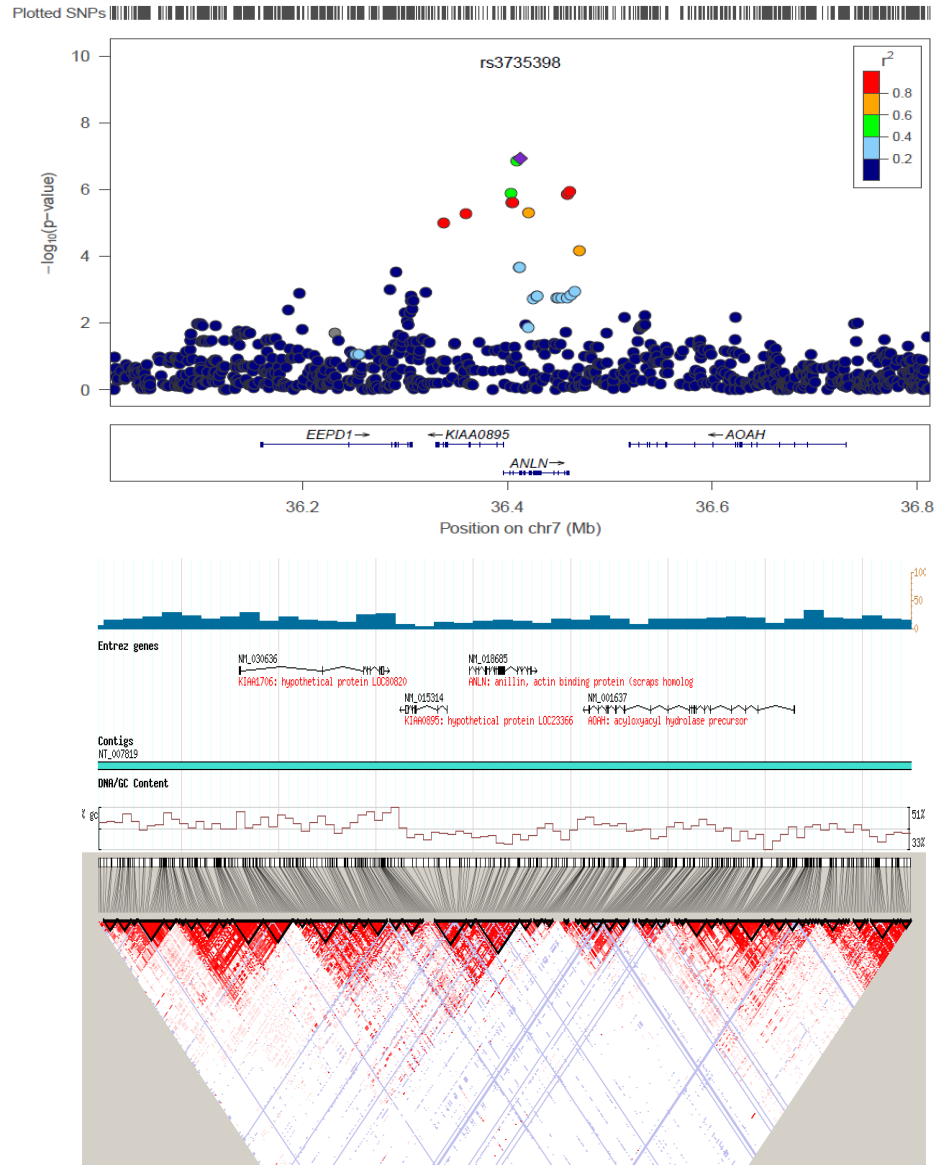 Plotted SNPs
rs3735398
r²
0.8
0.6
0.4
0.2
10
8
6
4
2
0
−log₁₀(p-value)
EEPD1→
←KIAA0895
←AOAH
ANLN→
36.2
36.4
36.6
36.8
Position on chr7 (Mb)
100
50
0
Entrez genes
NM_030636
NM_018685
KIAA1706: hypothetical protein LOC80820
ANLN: anillin, actin binding protein (scraps homolog
NM_015314
NM_001637
KIAA0895: hypothetical protein LOC23366
AOAH: acyloxyacyl hydrolase precursor
Contigs
NT_007819
DNA/GC Content
% gc
51%
33%